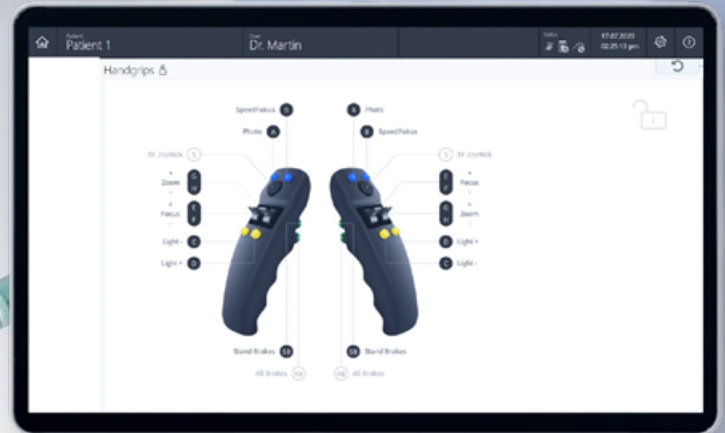 Patient
Patient 1
User
Dr. Martin
Status
17.07.2023
02:25:13 pm
Handgrips
SpeedFokus B
A Photo
Photo A
B SpeedFokus
XY Joystick S
S XY Joystick
+
Zoom G H
-
E F Focus
+
-
+
Focus E F
-
G H Zoom
+
-
Light - C
D Light +
Light + D
C Light -
Stand Brakes SB
SB Stand Brakes
All Brakes AB
AB All Brakes